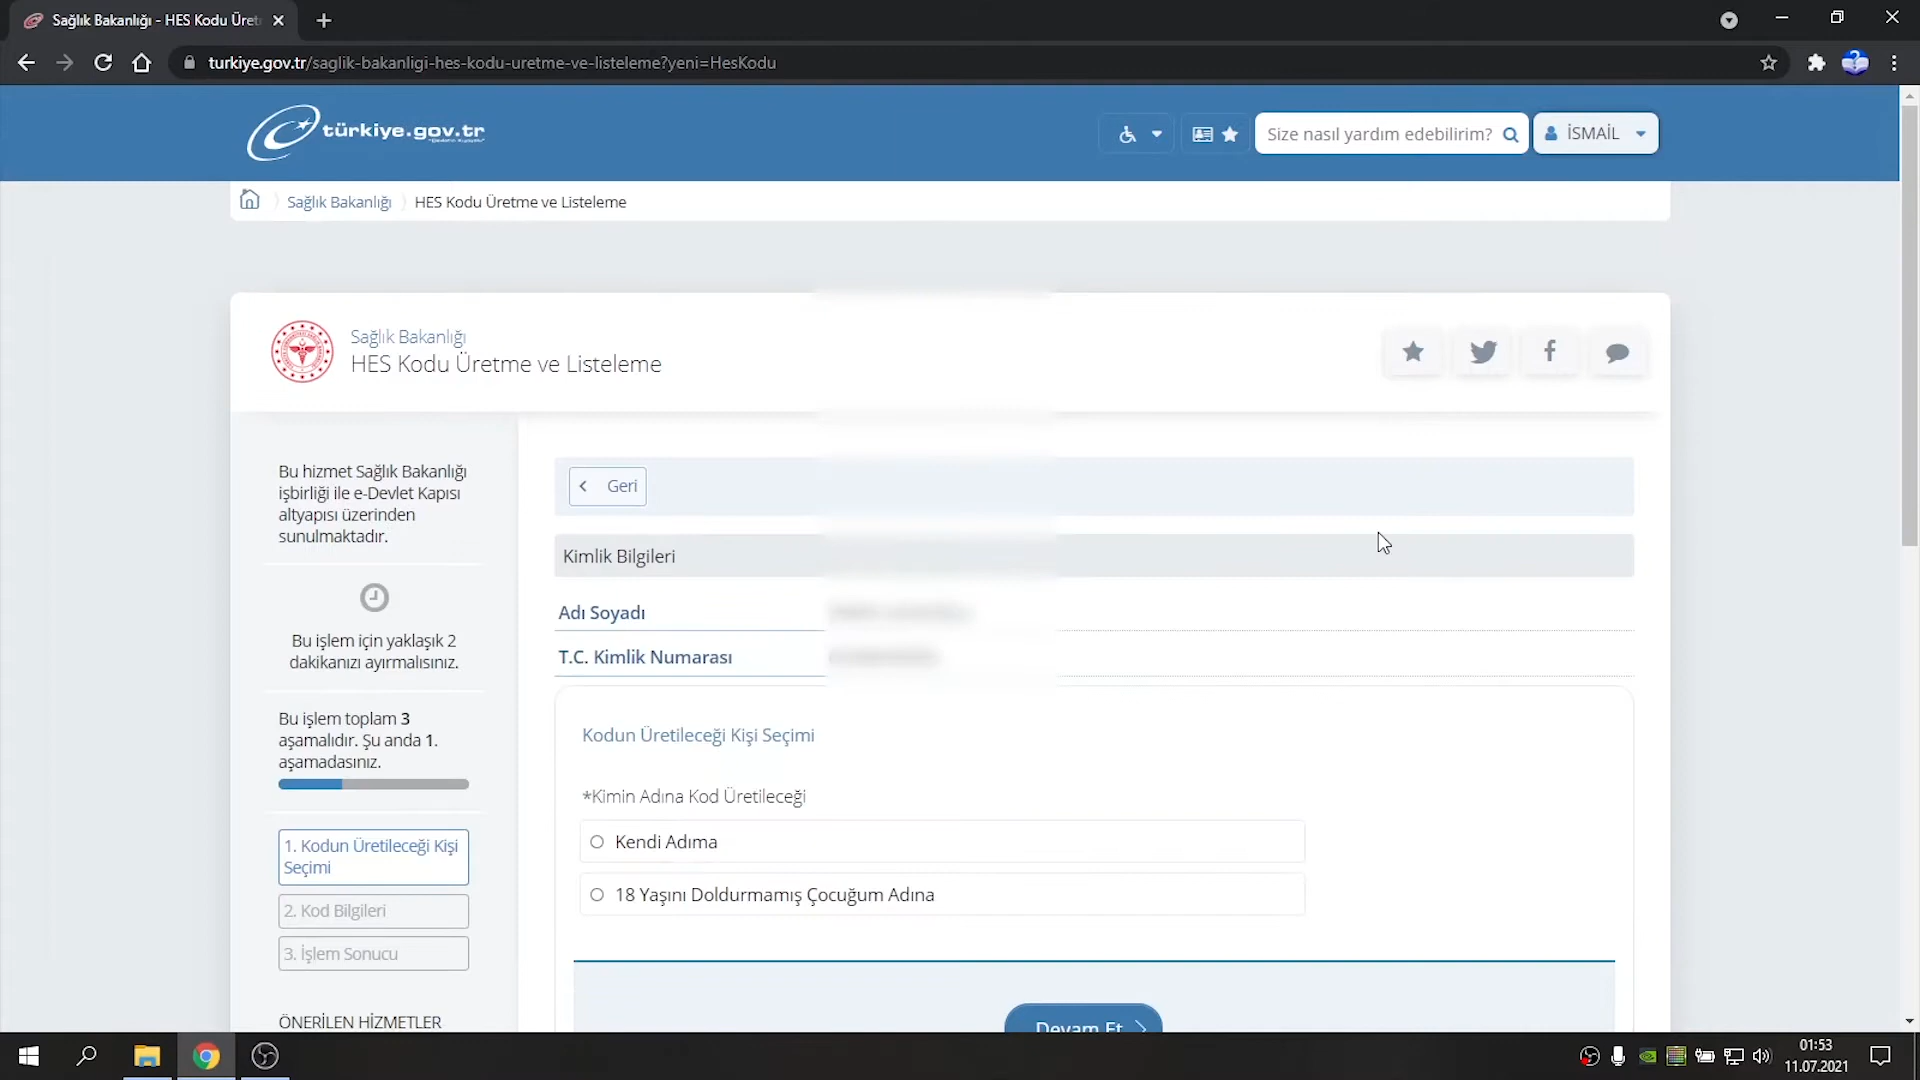 Sağlık Bakanlığı - HES Kodu Üret
turkiye.gov.tr/saglik-bakanligi-hes-kodu-uretme-ve-listeleme?yeni=HesKodu
türkiye.gov.tr
Size nasıl yardım edebilirim?
İSMAİL
Sağlık Bakanlığı
HES Kodu Üretme ve Listeleme
Sağlık Bakanlığı
HES Kodu Üretme ve Listeleme
Bu hizmet Sağlık Bakanlığı
işbirliği ile e-Devlet Kapısı
altyapısı üzerinden
sunulmaktadır.
Bu işlem için yaklaşık 2
dakikanızı ayırmalısınız.
Bu işlem toplam 3
aşamalıdır. Şu anda 1.
aşamadasınız.
1. Kodun Üretileceği Kişi
Seçimi
2. Kod Bilgileri
3. İşlem Sonucu
ÖNERİLEN HİZMETLER
Geri
Kimlik Bilgileri
Adı Soyadı
T.C. Kimlik Numarası
Kodun Üretileceği Kişi Seçimi
*Kimin Adına Kod Üretileceği
Kendi Adıma
18 Yaşını Doldurmamış Çocuğum Adına
Devam Et
01:53
11.07.2021